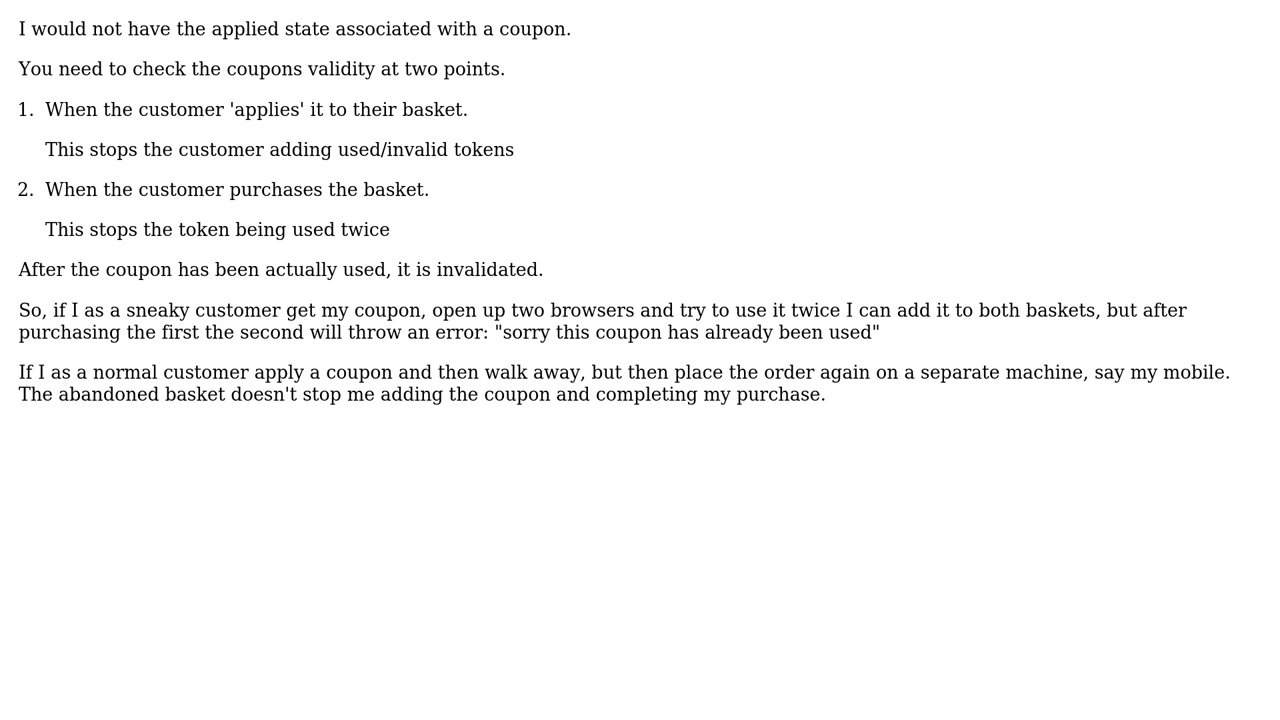 I would not have the applied state associated with a coupon.
You need to check the coupons validity at two points.
1. When the customer 'applies' it to their basket.
This stops the customer adding used/invalid tokens
2. When the customer purchases the basket.
This stops the token being used twice
After the coupon has been actually used, it is invalidated.
So, if I as a sneaky customer get my coupon, open up two browsers and try to use it twice I can add it to both baskets, but after
purchasing the first the second will throw an error: "sorry this coupon has already been used"
If I as a normal customer apply a coupon and then walk away, but then place the order again on a separate machine, say my mobile.
The abandoned basket doesn't stop me adding the coupon and completing my purchase.